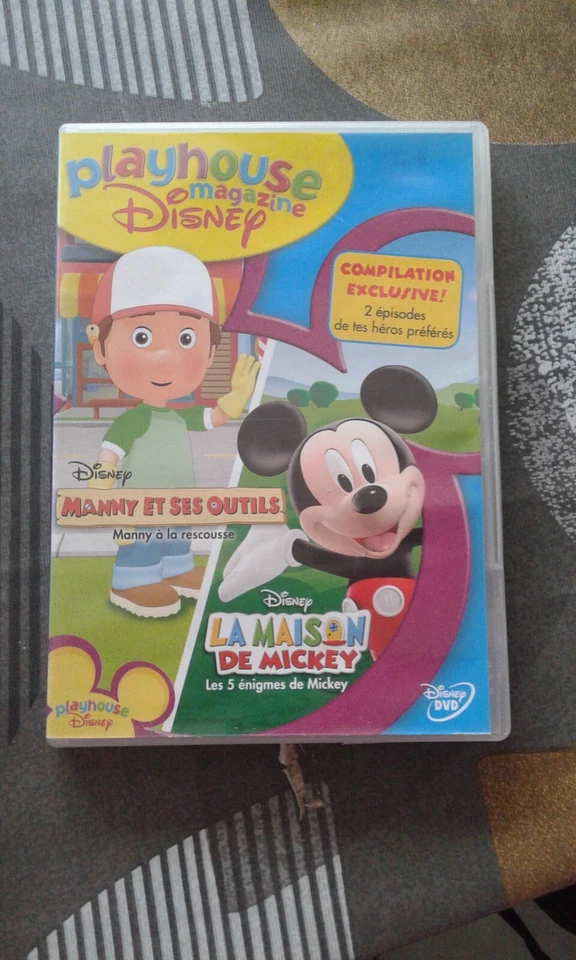 playhouse
magazine
Disney
COMPILATION
EXCLUSIVE!
2 épisodes
de tes héros préférés
Disney
MANNY ET SES OUTILS
Manny à la rescousse
Disney
LA MAISON
DE MICKEY
Les 5 énigmes de Mickey
playhouse
Disney
Disney
DVD